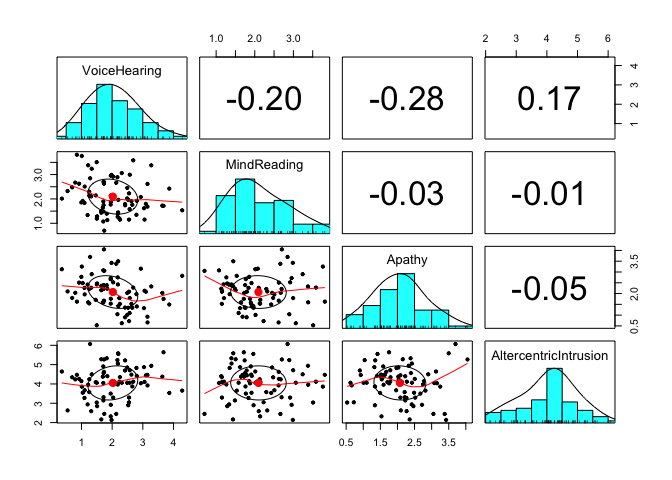 1.0 2.0 3.0
2 3 4 5 6
VoiceHearing
-0.20
-0.28
0.17
1 2 3 4
1.0 2.0 3.0
MindReading
-0.03
-0.01
Apathy
-0.05
0.5 2.0 3.5
2 3 4 5 6
AltercentricIntrusion
1 2 3 4
0.5 1.5 2.5 3.5